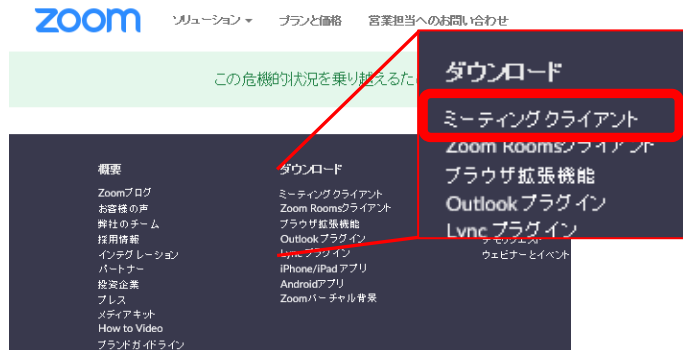 zoom
ソリューション ▾ プランと価格 営業担当へのお問い合わせ
この危機的状況を乗り越えるた
概要
Zoomブログ
お客様の声
弊社のチーム
採用情報
インテグレーション
パートナー
投資企業
プレス
メディアキット
How to Video
ブランドガイドライン
ダウンロード
ミーティングクライアント
Zoom Roomsクライアント
ブラウザ拡張機能
Outlookプラグイン
Lyncプラグイン
iPhone/iPadアプリ
Androidアプリ
Zoomバーチャル背景
ダウンロード
ミーティングクライアント
Zoom Roomsクライアント
ブラウザ拡張機能
Outlookプラグイン
Lyncプラグイン
ウェビナーとイベント